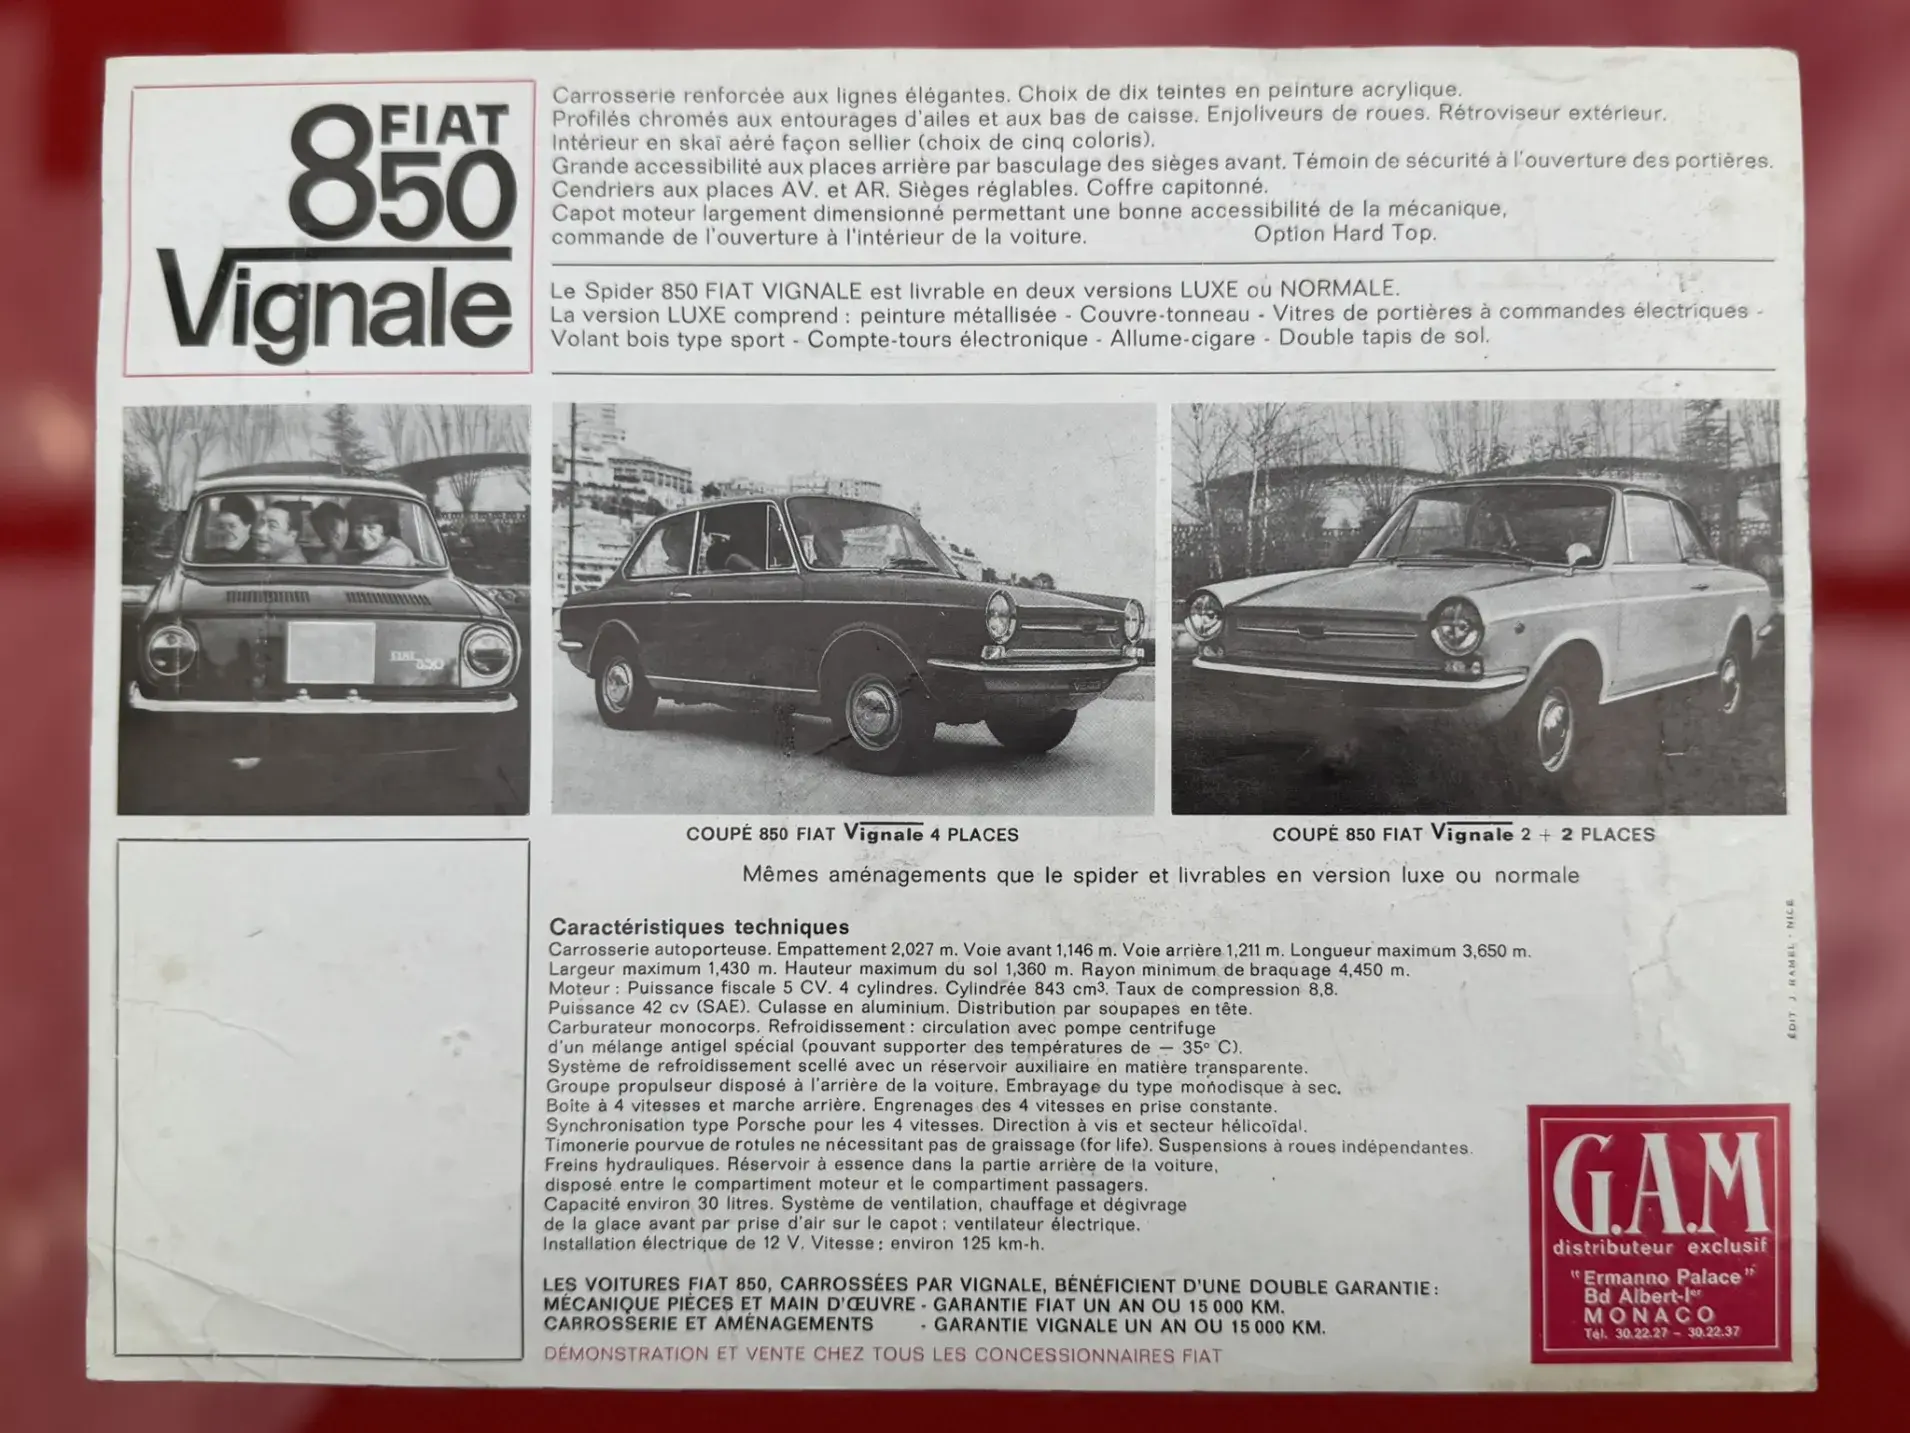 FIAT
850
Vignale
Carrosserie renforcée aux lignes élégantes. Choix de dix teintes en peinture acrylique.
Profilés chromés aux entourages d'ailes et aux bas de caisse. Enjoliveurs de roues. Rétroviseur extérieur.
Intérieur en skaï aéré façon sellier (choix de cinq coloris).
Grande accessibilité aux places arrière par basculage des sièges avant. Témoin de sécurité à l'ouverture des portières.
Cendriers aux places AV. et AR. Sièges réglables. Coffre capitonné.
Capot moteur largement dimensionné permettant une bonne accessibilité de la mécanique,
commande de l'ouverture à l'intérieur de la voiture. Option Hard Top.
Le Spider 850 FIAT VIGNALE est livrable en deux versions LUXE ou NORMALE.
La version LUXE comprend : peinture métallisée - Couvre-tonneau - Vitres de portières à commandes électriques -
Volant bois type sport - Compte-tours électronique - Allume-cigare - Double tapis de sol.
FIAT 850
COUPÉ 850 FIAT Vignale 4 PLACES
COUPÉ 850 FIAT Vignale 2 + 2 PLACES
Mêmes aménagements que le spider et livrables en version luxe ou normale
Caractéristiques techniques
Carrosserie autoporteuse. Empattement 2,027 m. Voie avant 1,146 m. Voie arrière 1,211 m. Longueur maximum 3,650 m.
Largeur maximum 1,430 m. Hauteur maximum du sol 1,360 m. Rayon minimum de braquage 4,450 m.
Moteur : Puissance fiscale 5 CV. 4 cylindres. Cylindrée 843 cm³. Taux de compression 8,8.
Puissance 42 cv (SAE). Culasse en aluminium. Distribution par soupapes en tête.
Carburateur monocorps. Refroidissement : circulation avec pompe centrifuge
d'un mélange antigel spécial (pouvant supporter des températures de — 35° C).
Système de refroidissement scellé avec un réservoir auxiliaire en matière transparente.
Groupe propulseur disposé à l'arrière de la voiture. Embrayage du type monodisque à sec.
Boîte à 4 vitesses et marche arrière. Engrenages des 4 vitesses en prise constante.
Synchronisation type Porsche pour les 4 vitesses. Direction à vis et secteur hélicoïdal.
Timonerie pourvue de rotules ne nécessitant pas de graissage (for life). Suspensions à roues indépendantes.
Freins hydrauliques. Réservoir à essence dans la partie arrière de la voiture,
disposé entre le compartiment moteur et le compartiment passagers.
Capacité environ 30 litres. Système de ventilation, chauffage et dégivrage
de la glace avant par prise d'air sur le capot ; ventilateur électrique.
Installation électrique de 12 V. Vitesse : environ 125 km-h.
LES VOITURES FIAT 850, CARROSSÉES PAR VIGNALE, BÉNÉFICIENT D'UNE DOUBLE GARANTIE :
MÉCANIQUE PIÈCES ET MAIN D'ŒUVRE - GARANTIE FIAT UN AN OU 15 000 KM.
CARROSSERIE ET AMÉNAGEMENTS - GARANTIE VIGNALE UN AN OU 15 000 KM.
DÉMONSTRATION ET VENTE CHEZ TOUS LES CONCESSIONNAIRES FIAT
ÉDIT J RAMEL - NICE
G.A.M
distributeur exclusif
"Ermanno Palace"
Bd Albert-Ier
MONACO
Tél. 30.22.27 - 30.22.37